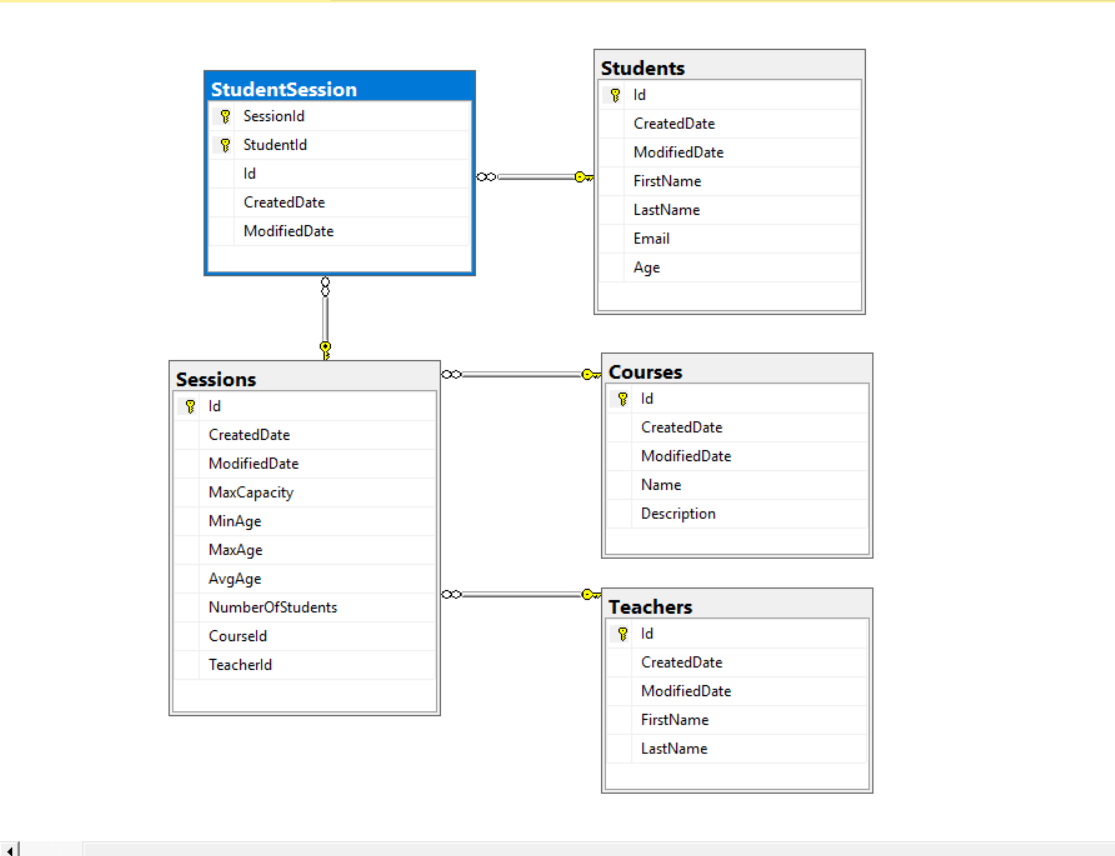 StudentSession
SessionId
StudentId
Id
CreatedDate
ModifiedDate
Students
Id
CreatedDate
ModifiedDate
FirstName
LastName
Email
Age
Sessions
Id
CreatedDate
ModifiedDate
MaxCapacity
MinAge
MaxAge
AvgAge
NumberOfStudents
CourseId
TeacherId
Courses
Id
CreatedDate
ModifiedDate
Name
Description
Teachers
Id
CreatedDate
ModifiedDate
FirstName
LastName